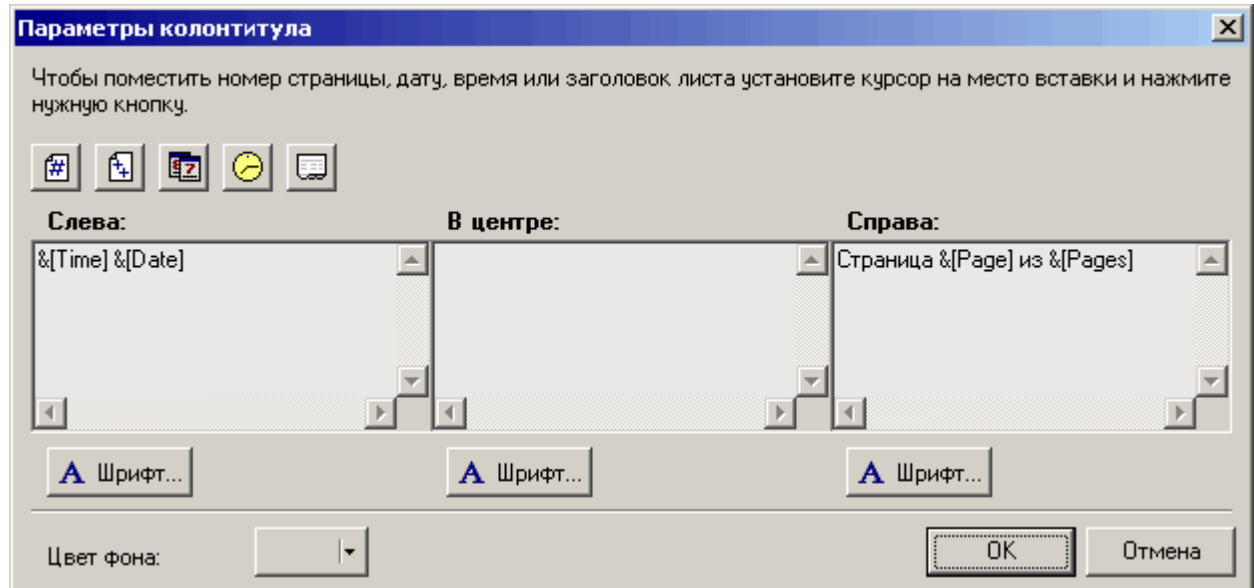 Параметры колонтитула
Чтобы поместить номер страницы, дату, время или заголовок листа установите курсор на место вставки и нажмите
нужную кнопку.
Слева: В центре: Справа:
&[Time] &[Date] Страница &[Page] из &[Pages]
A Шрифт... A Шрифт... A Шрифт...
Цвет фона: OK Отмена